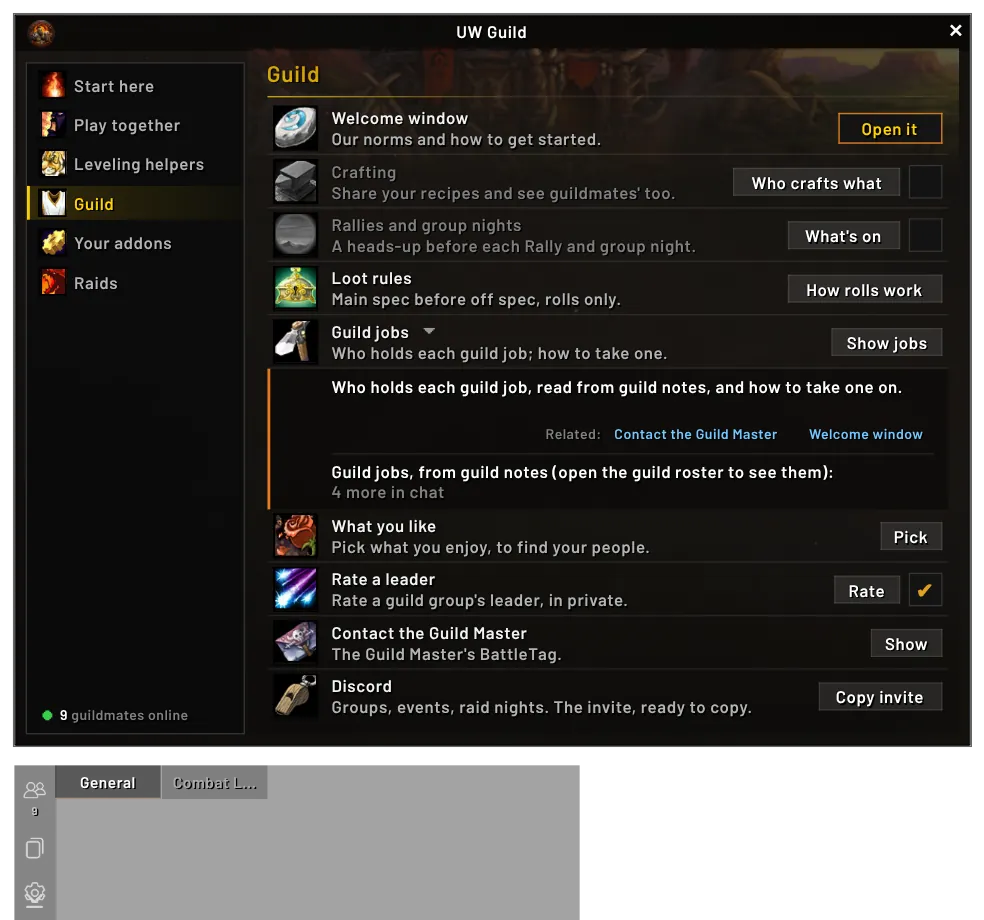 UW Guild
Start here
Play together
Leveling helpers
Guild
Your addons
Raids
9 guildmates online
Guild
Welcome window
Our norms and how to get started.
Open it
Crafting
Share your recipes and see guildmates' too.
Who crafts what
Rallies and group nights
A heads-up before each Rally and group night.
What's on
Loot rules
Main spec before off spec, rolls only.
How rolls work
Guild jobs
Who holds each guild job; how to take one.
Show jobs
Who holds each guild job, read from guild notes, and how to take one on.
Related: Contact the Guild Master Welcome window
Guild jobs, from guild notes (open the guild roster to see them):
4 more in chat
What you like
Pick what you enjoy, to find your people.
Pick
Rate a leader
Rate a guild group's leader, in private.
Rate
Contact the Guild Master
The Guild Master's BattleTag.
Show
Discord
Groups, events, raid nights. The invite, ready to copy.
Copy invite
General
Combat L...
9